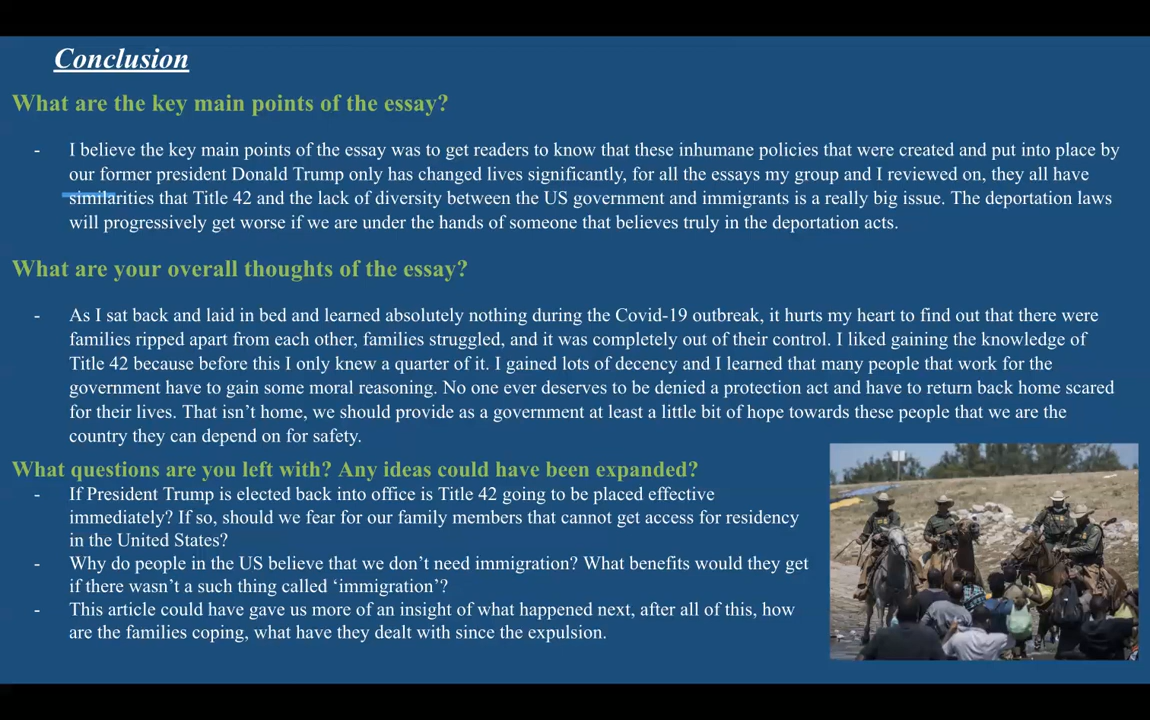 Conclusion
What are the key main points of the essay?
- I believe the key main points of the essay was to get readers to know that these inhumane policies that were created and put into place by
our former president Donald Trump only has changed lives significantly, for all the essays my group and I reviewed on, they all have
similarities that Title 42 and the lack of diversity between the US government and immigrants is a really big issue. The deportation laws
will progressively get worse if we are under the hands of someone that believes truly in the deportation acts.
What are your overall thoughts of the essay?
- As I sat back and laid in bed and learned absolutely nothing during the Covid-19 outbreak, it hurts my heart to find out that there were
families ripped apart from each other, families struggled, and it was completely out of their control. I liked gaining the knowledge of
Title 42 because before this I only knew a quarter of it. I gained lots of decency and I learned that many people that work for the
government have to gain some moral reasoning. No one ever deserves to be denied a protection act and have to return back home scared
for their lives. That isn’t home, we should provide as a government at least a little bit of hope towards these people that we are the
country they can depend on for safety.
What questions are you left with? Any ideas could have been expanded?
- If President Trump is elected back into office is Title 42 going to be placed effective
immediately? If so, should we fear for our family members that cannot get access for residency
in the United States?
- Why do people in the US believe that we don’t need immigration? What benefits would they get
if there wasn’t a such thing called ‘immigration’?
- This article could have gave us more of an insight of what happened next, after all of this, how
are the families coping, what have they dealt with since the expulsion.